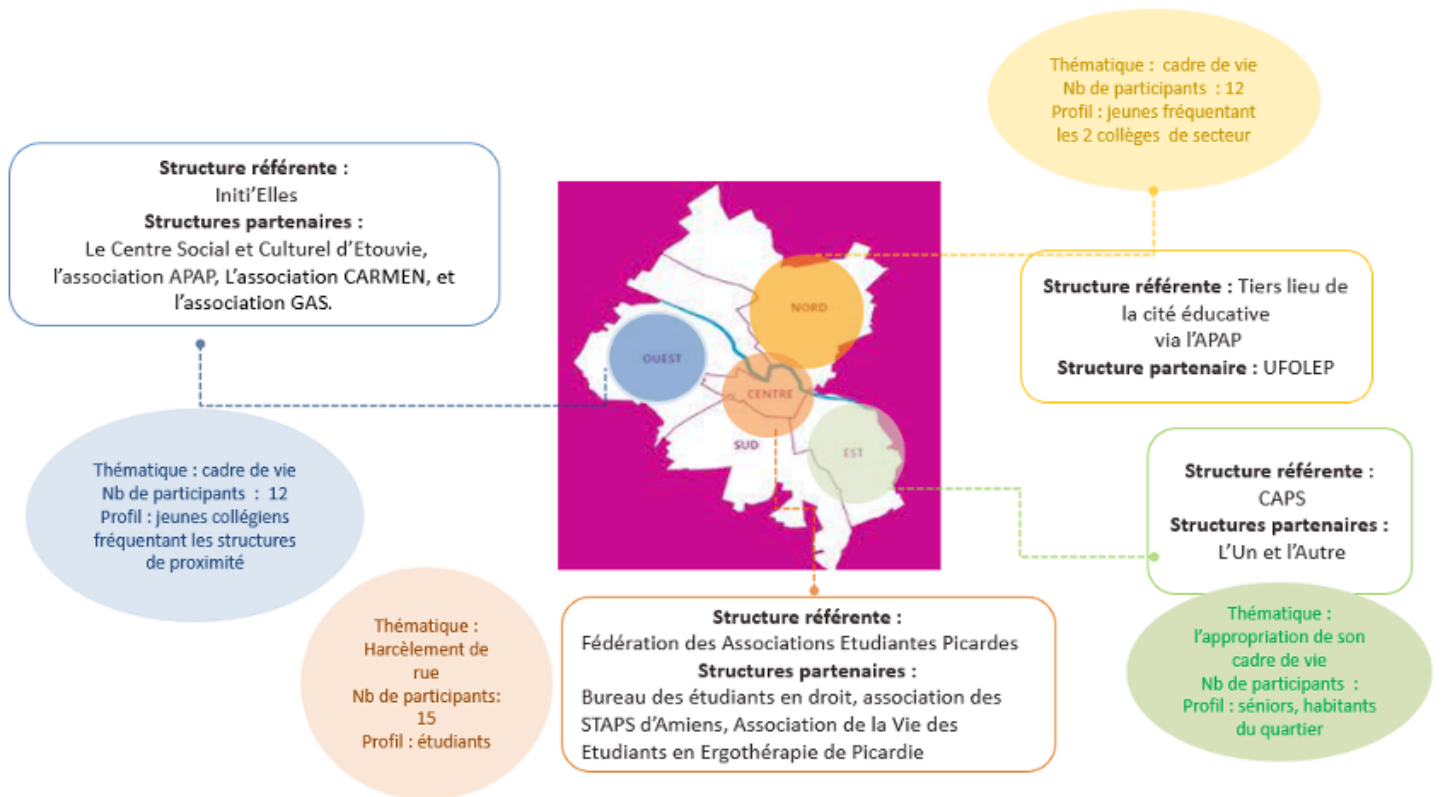 Thématique : cadre de vie
Nb de participants : 12
Profil : jeunes fréquentant
les 2 collèges de secteur
Structure référente :
Initi’Elles
Structures partenaires :
Le Centre Social et Culturel d’Etouvie,
l’association APAP, L’association CARMEN, et
l’association GAS.
NORD
OUEST
CENTRE
SUD
EST
Structure référente : Tiers lieu de
la cité éducative
via l’APAP
Structure partenaire : UFOLEP
Thématique : cadre de vie
Nb de participants : 12
Profil : jeunes collégiens
fréquentant les structures
de proximité
Structure référente :
CAPS
Structures partenaires :
L’Un et l’Autre
Thématique :
Harcèlement de
rue
Nb de participants:
15
Profil : étudiants
Structure référente :
Fédération des Associations Etudiantes Picardes
Structures partenaires :
Bureau des étudiants en droit, association des
STAPS d’Amiens, Association de la Vie des
Etudiants en Ergothérapie de Picardie
Thématique :
l’appropriation de son
cadre de vie
Nb de participants :
Profil : séniors, habitants
du quartier